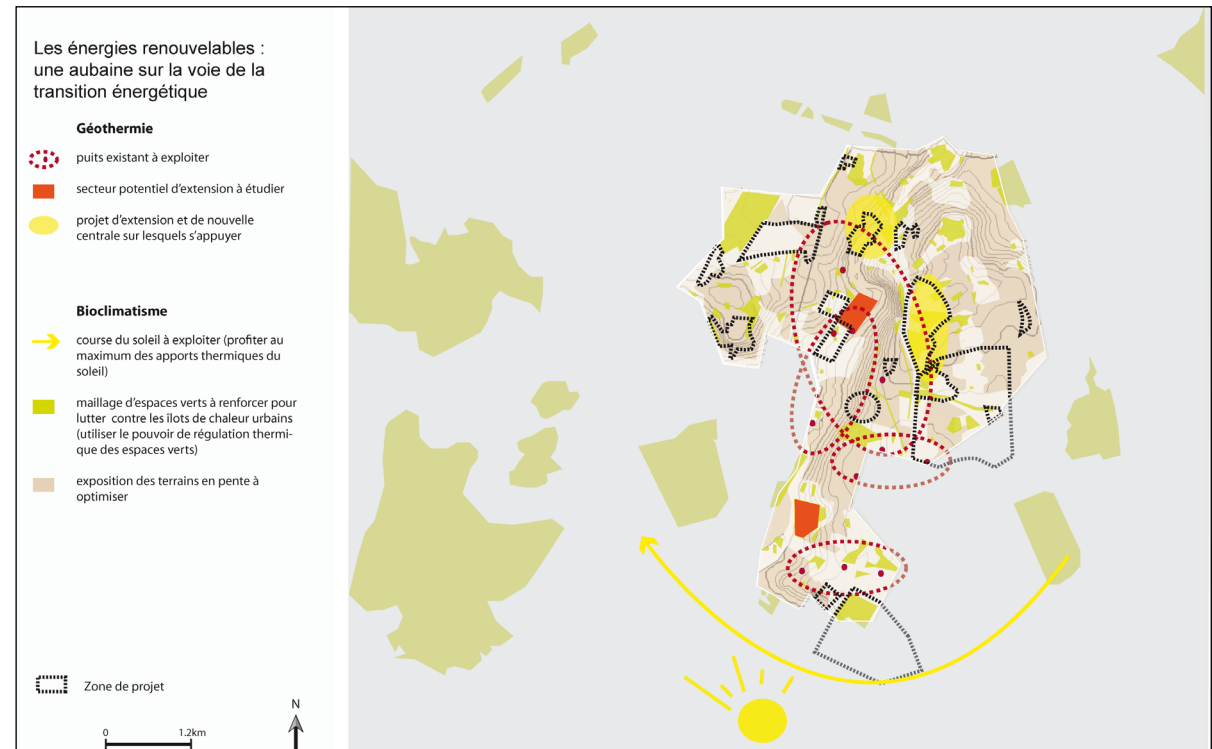 Les énergies renouvelables :
une aubaine sur la voie de la
transition énergétique
Géothermie
puits existant à exploiter
secteur potentiel d'extension à étudier
projet d'extension et de nouvelle
centrale sur lesquels s'appuyer
Bioclimatisme
course du soleil à exploiter (profiter au
maximum des apports thermiques du
soleil)
maillage d'espaces verts à renforcer pour
lutter contre les îlots de chaleur urbains
(utiliser le pouvoir de régulation thermi-
que des espaces verts)
exposition des terrains en pente à
optimiser
Zone de projet
N
0 1.2km